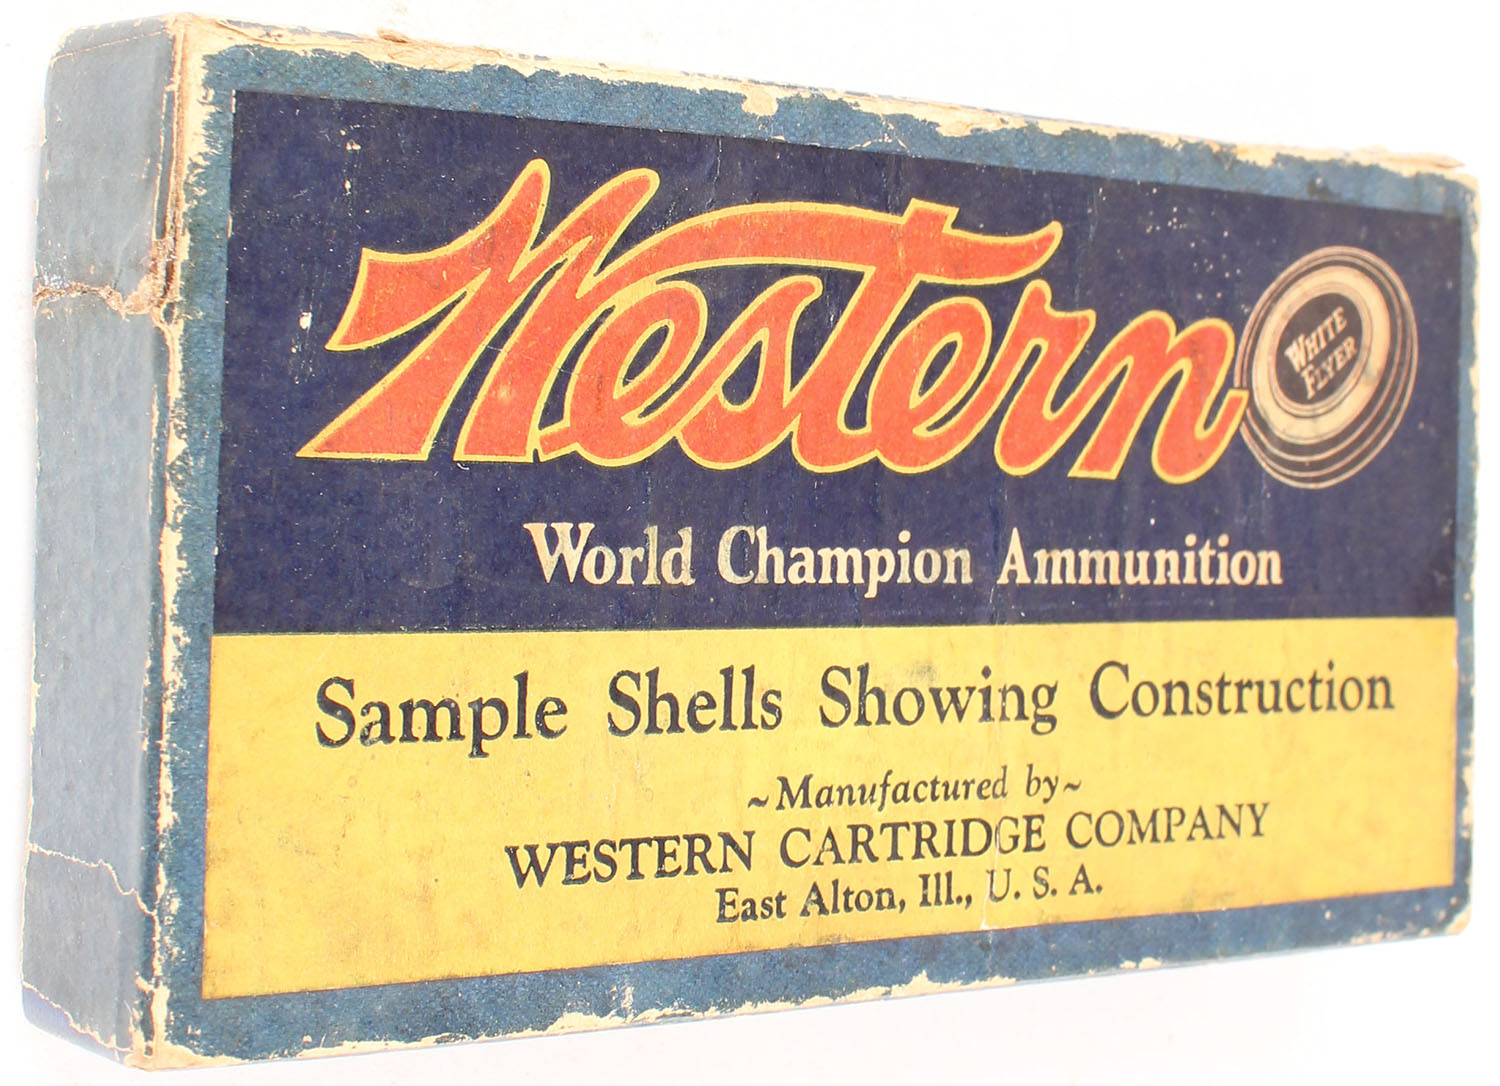 Western
WHITE
FLYER
World Champion Ammunition
Sample Shells Showing Construction
~Manufactured by~
WESTERN CARTRIDGE COMPANY
East Alton, Ill., U. S. A.